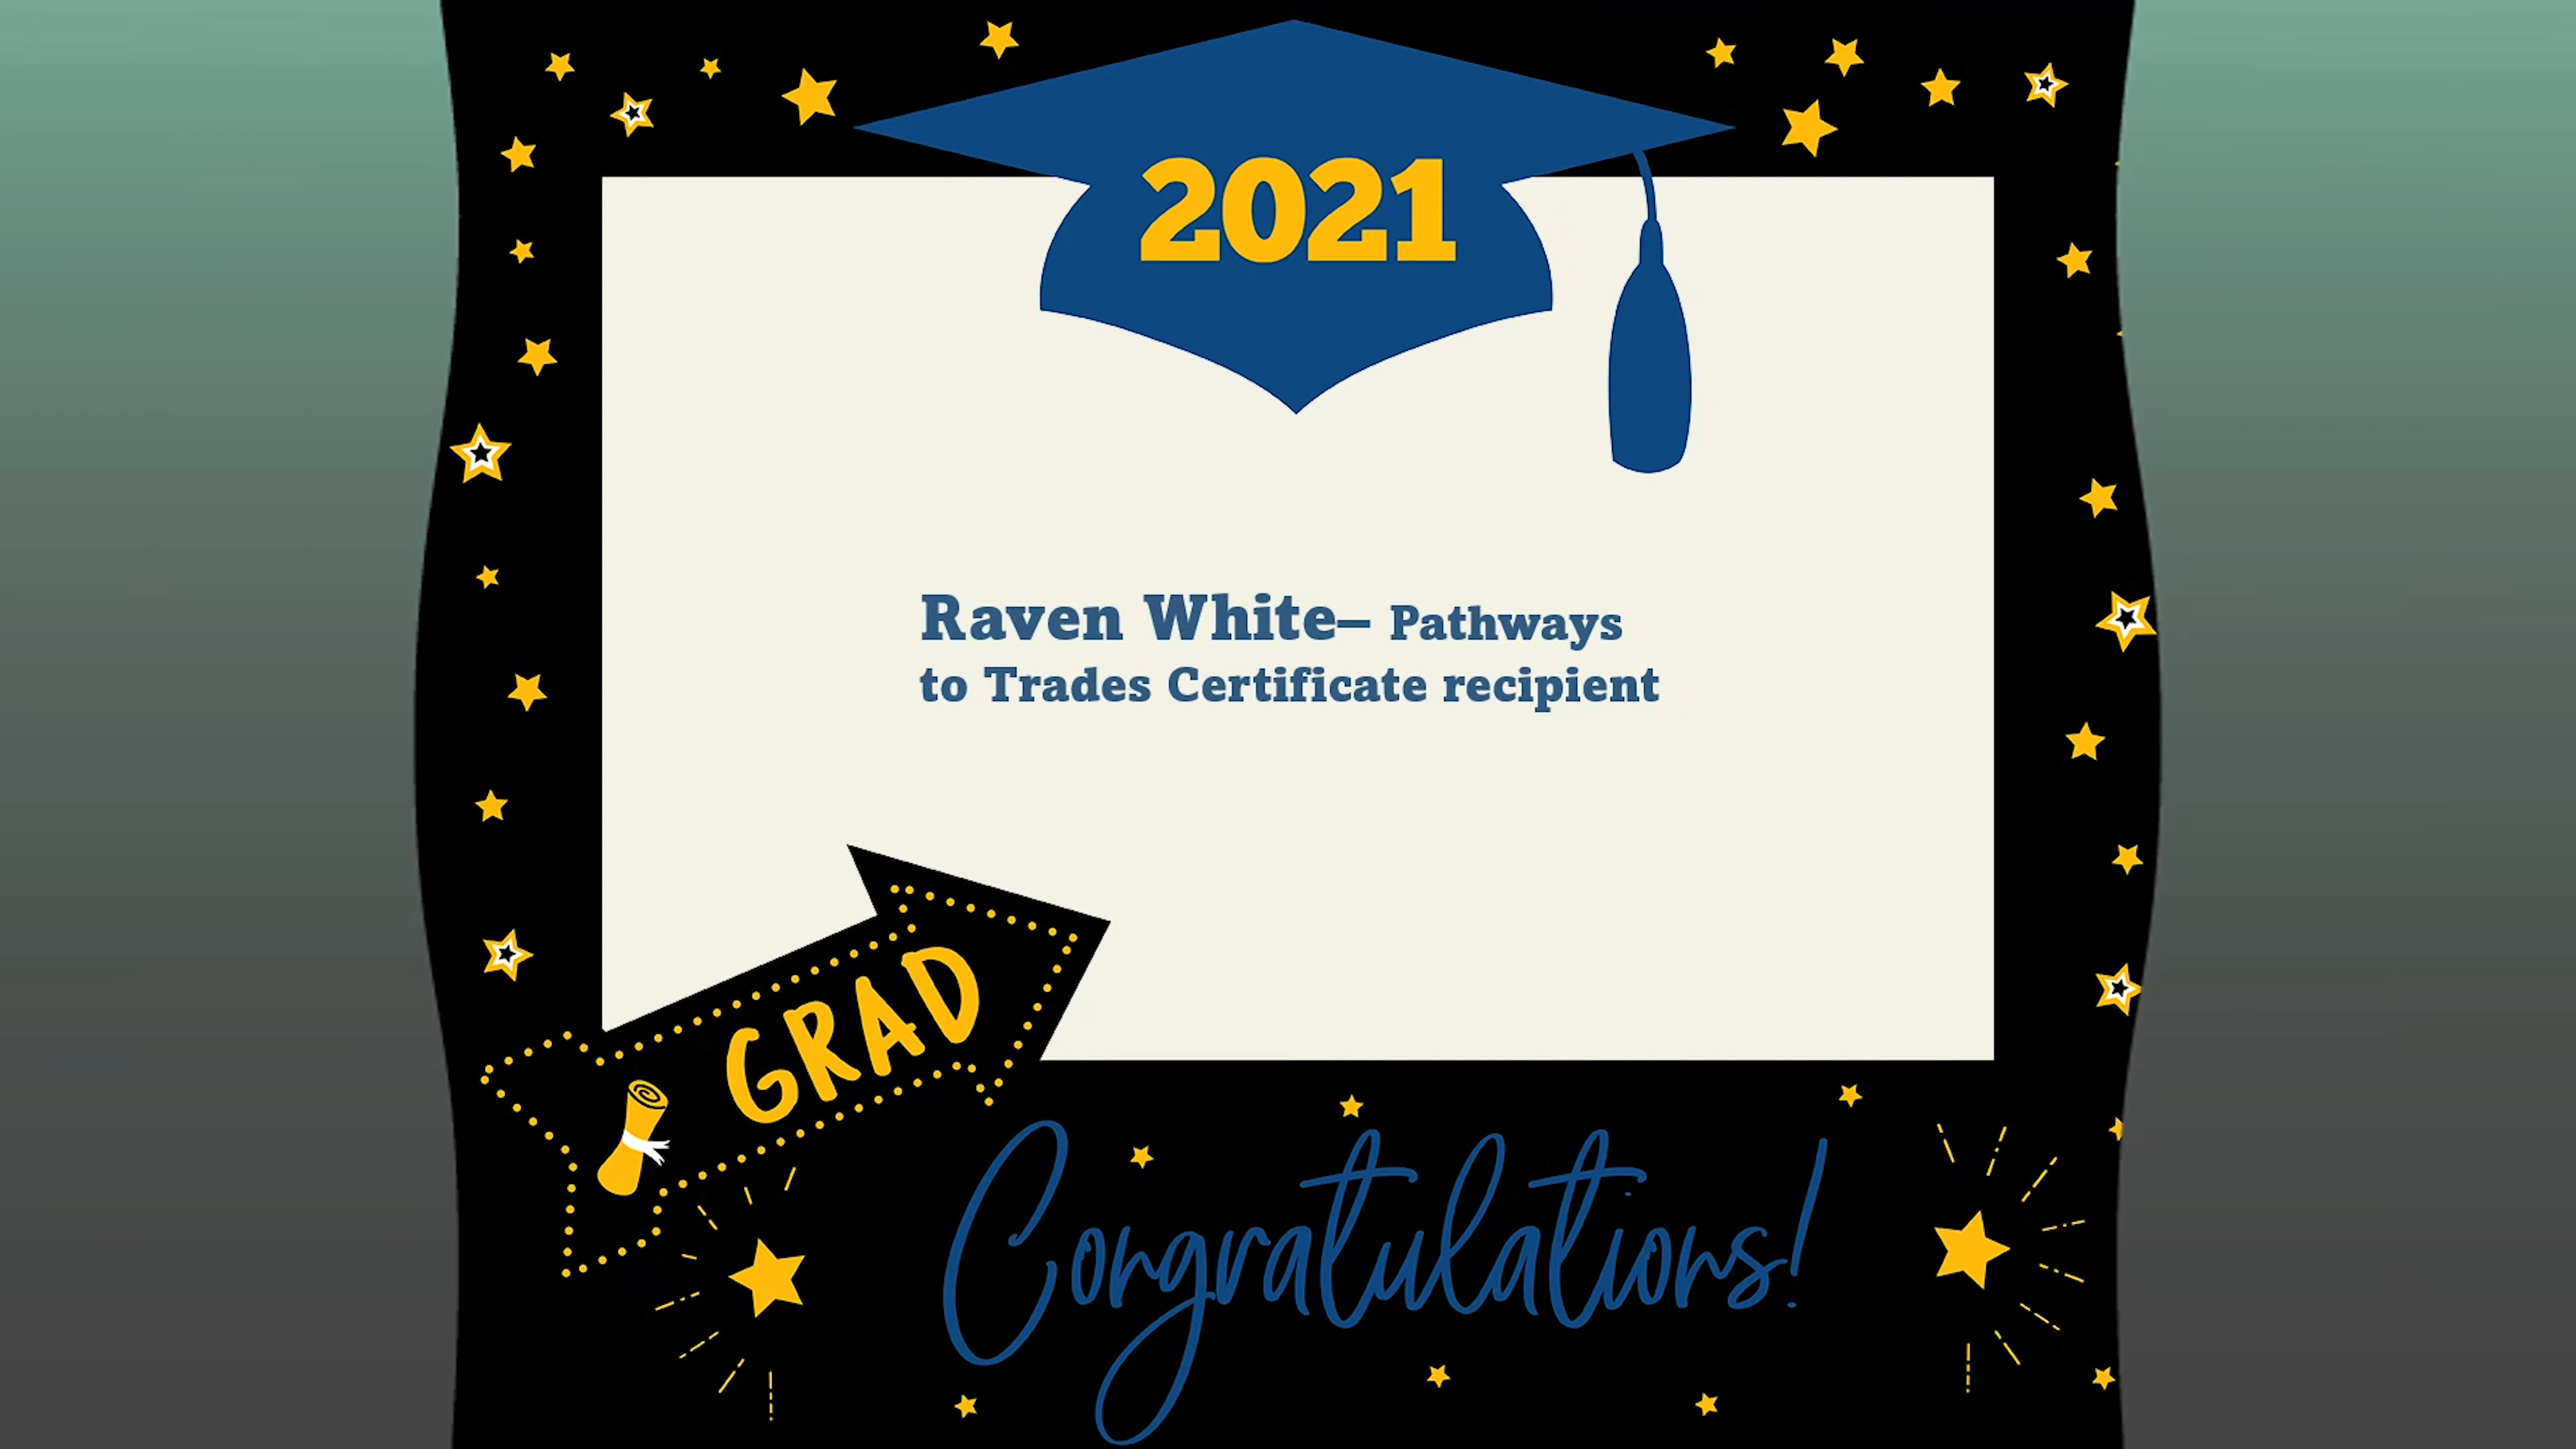 2021
Raven White– Pathways
to Trades Certificate recipient
GRAD
Congratulations!